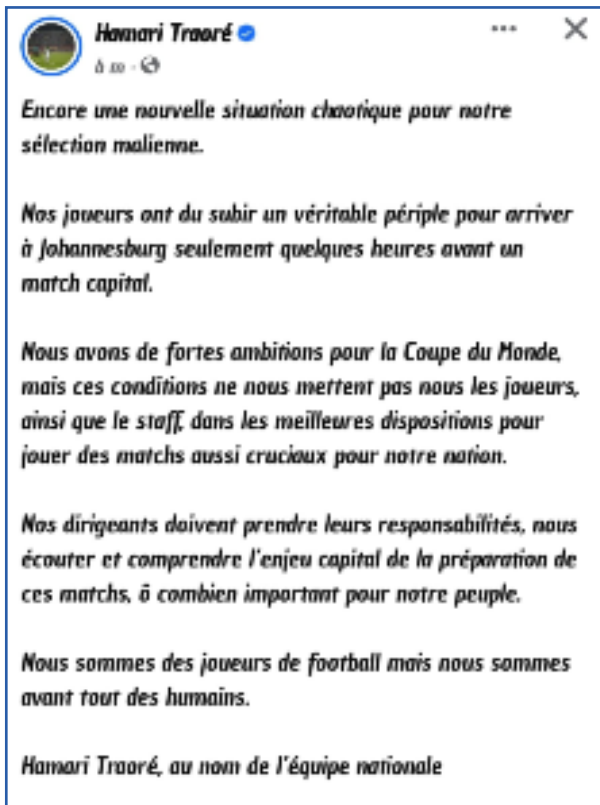 Hamari Traoré
6 m
Encore une nouvelle situation chaotique pour notre
sélection malienne.
Nos joueurs ont du subir un véritable périple pour arriver
à Johannesburg seulement quelques heures avant un
match capital.
Nous avons de fortes ambitions pour la Coupe du Monde,
mais ces conditions ne nous mettent pas nous les joueurs,
ainsi que le staff, dans les meilleures dispositions pour
jouer des matchs aussi cruciaux pour notre nation.
Nos dirigeants doivent prendre leurs responsabilités, nous
écouter et comprendre l'enjeu capital de la préparation de
ces matchs, ô combien important pour notre peuple.
Nous sommes des joueurs de football mais nous sommes
avant tout des humains.
Hamari Traoré, au nom de l'équipe nationale